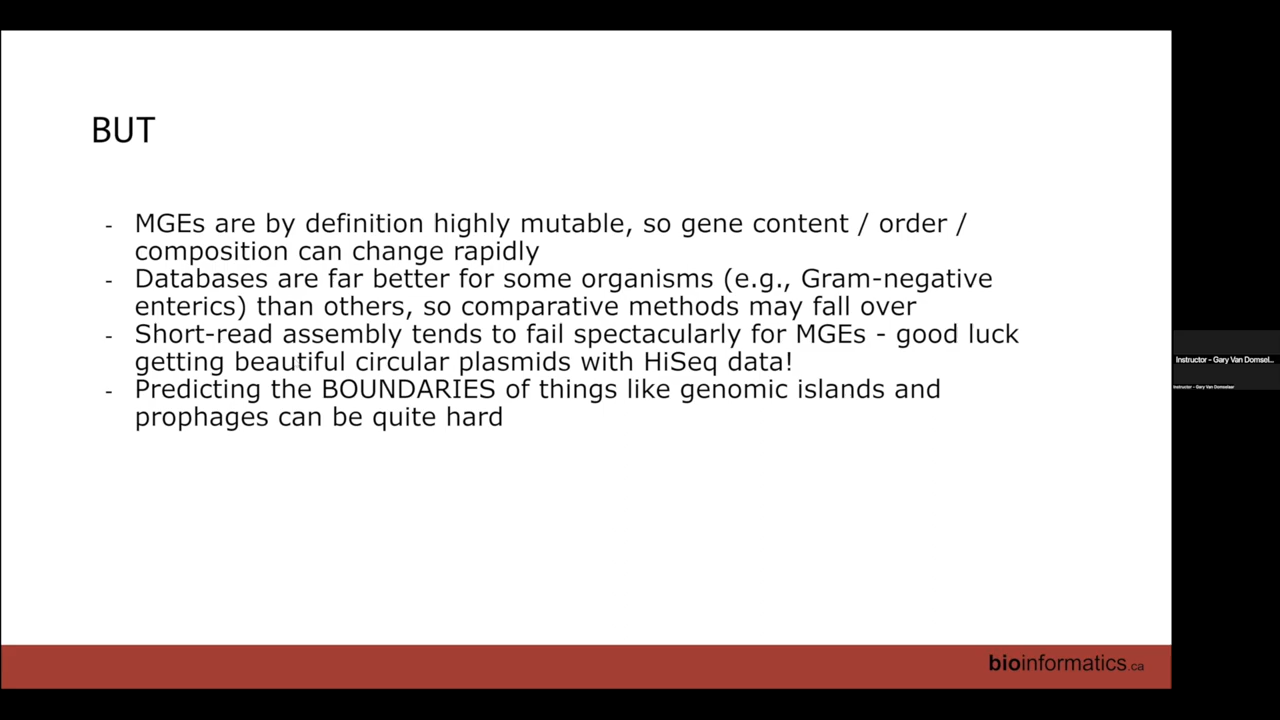 BUT
- MGEs are by definition highly mutable, so gene content / order /
composition can change rapidly
- Databases are far better for some organisms (e.g., Gram-negative
enterics) than others, so comparative methods may fall over
- Short-read assembly tends to fail spectacularly for MGEs - good luck
getting beautiful circular plasmids with HiSeq data!
- Predicting the BOUNDARIES of things like genomic islands and
prophages can be quite hard
Instructor - Gary Van Domsel...
Instructor - Gary Van Domselaar
bioinformatics.ca